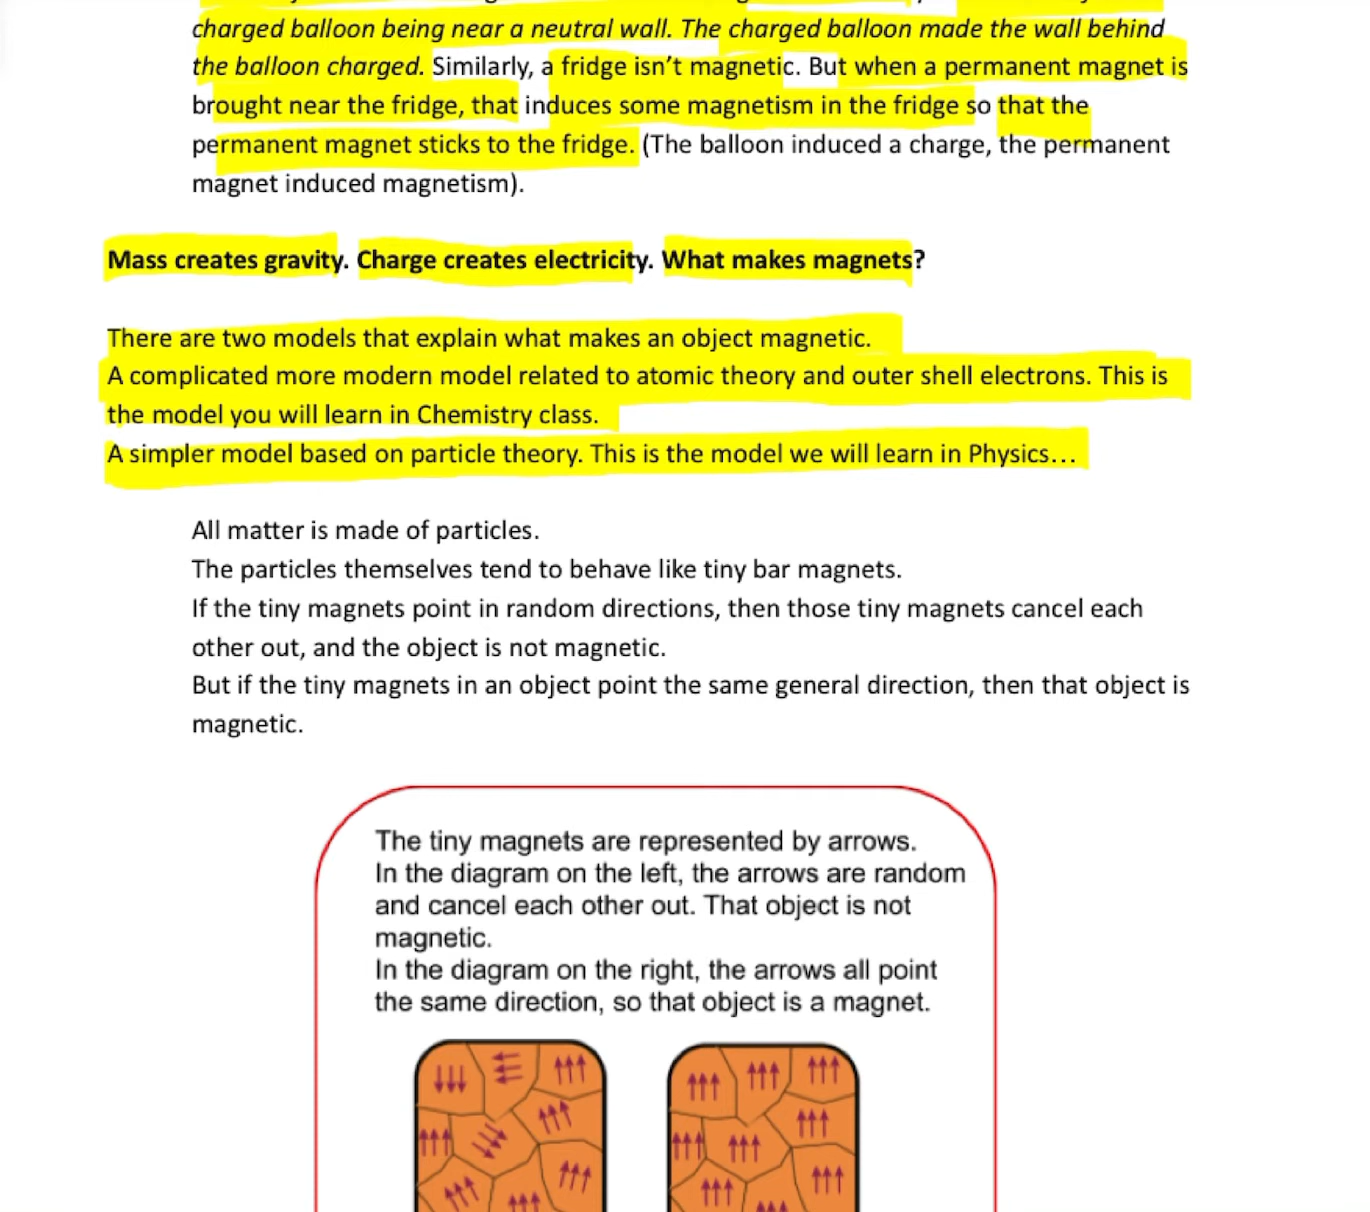 charged balloon being near a neutral wall. The charged balloon made the wall behind
the balloon charged. Similarly, a fridge isn't magnetic. But when a permanent magnet is
brought near the fridge, that induces some magnetism in the fridge so that the
permanent magnet sticks to the fridge. (The balloon induced a charge, the permanent
magnet induced magnetism).
Mass creates gravity. Charge creates electricity. What makes magnets?
There are two models that explain what makes an object magnetic.
A complicated more modern model related to atomic theory and outer shell electrons. This is
the model you will learn in Chemistry class.
A simpler model based on particle theory. This is the model we will learn in Physics...
All matter is made of particles.
The particles themselves tend to behave like tiny bar magnets.
If the tiny magnets point in random directions, then those tiny magnets cancel each
other out, and the object is not magnetic.
But if the tiny magnets in an object point the same general direction, then that object is
magnetic.
The tiny magnets are represented by arrows.
In the diagram on the left, the arrows are random
and cancel each other out. That object is not
magnetic.
In the diagram on the right, the arrows all point
the same direction, so that object is a magnet.